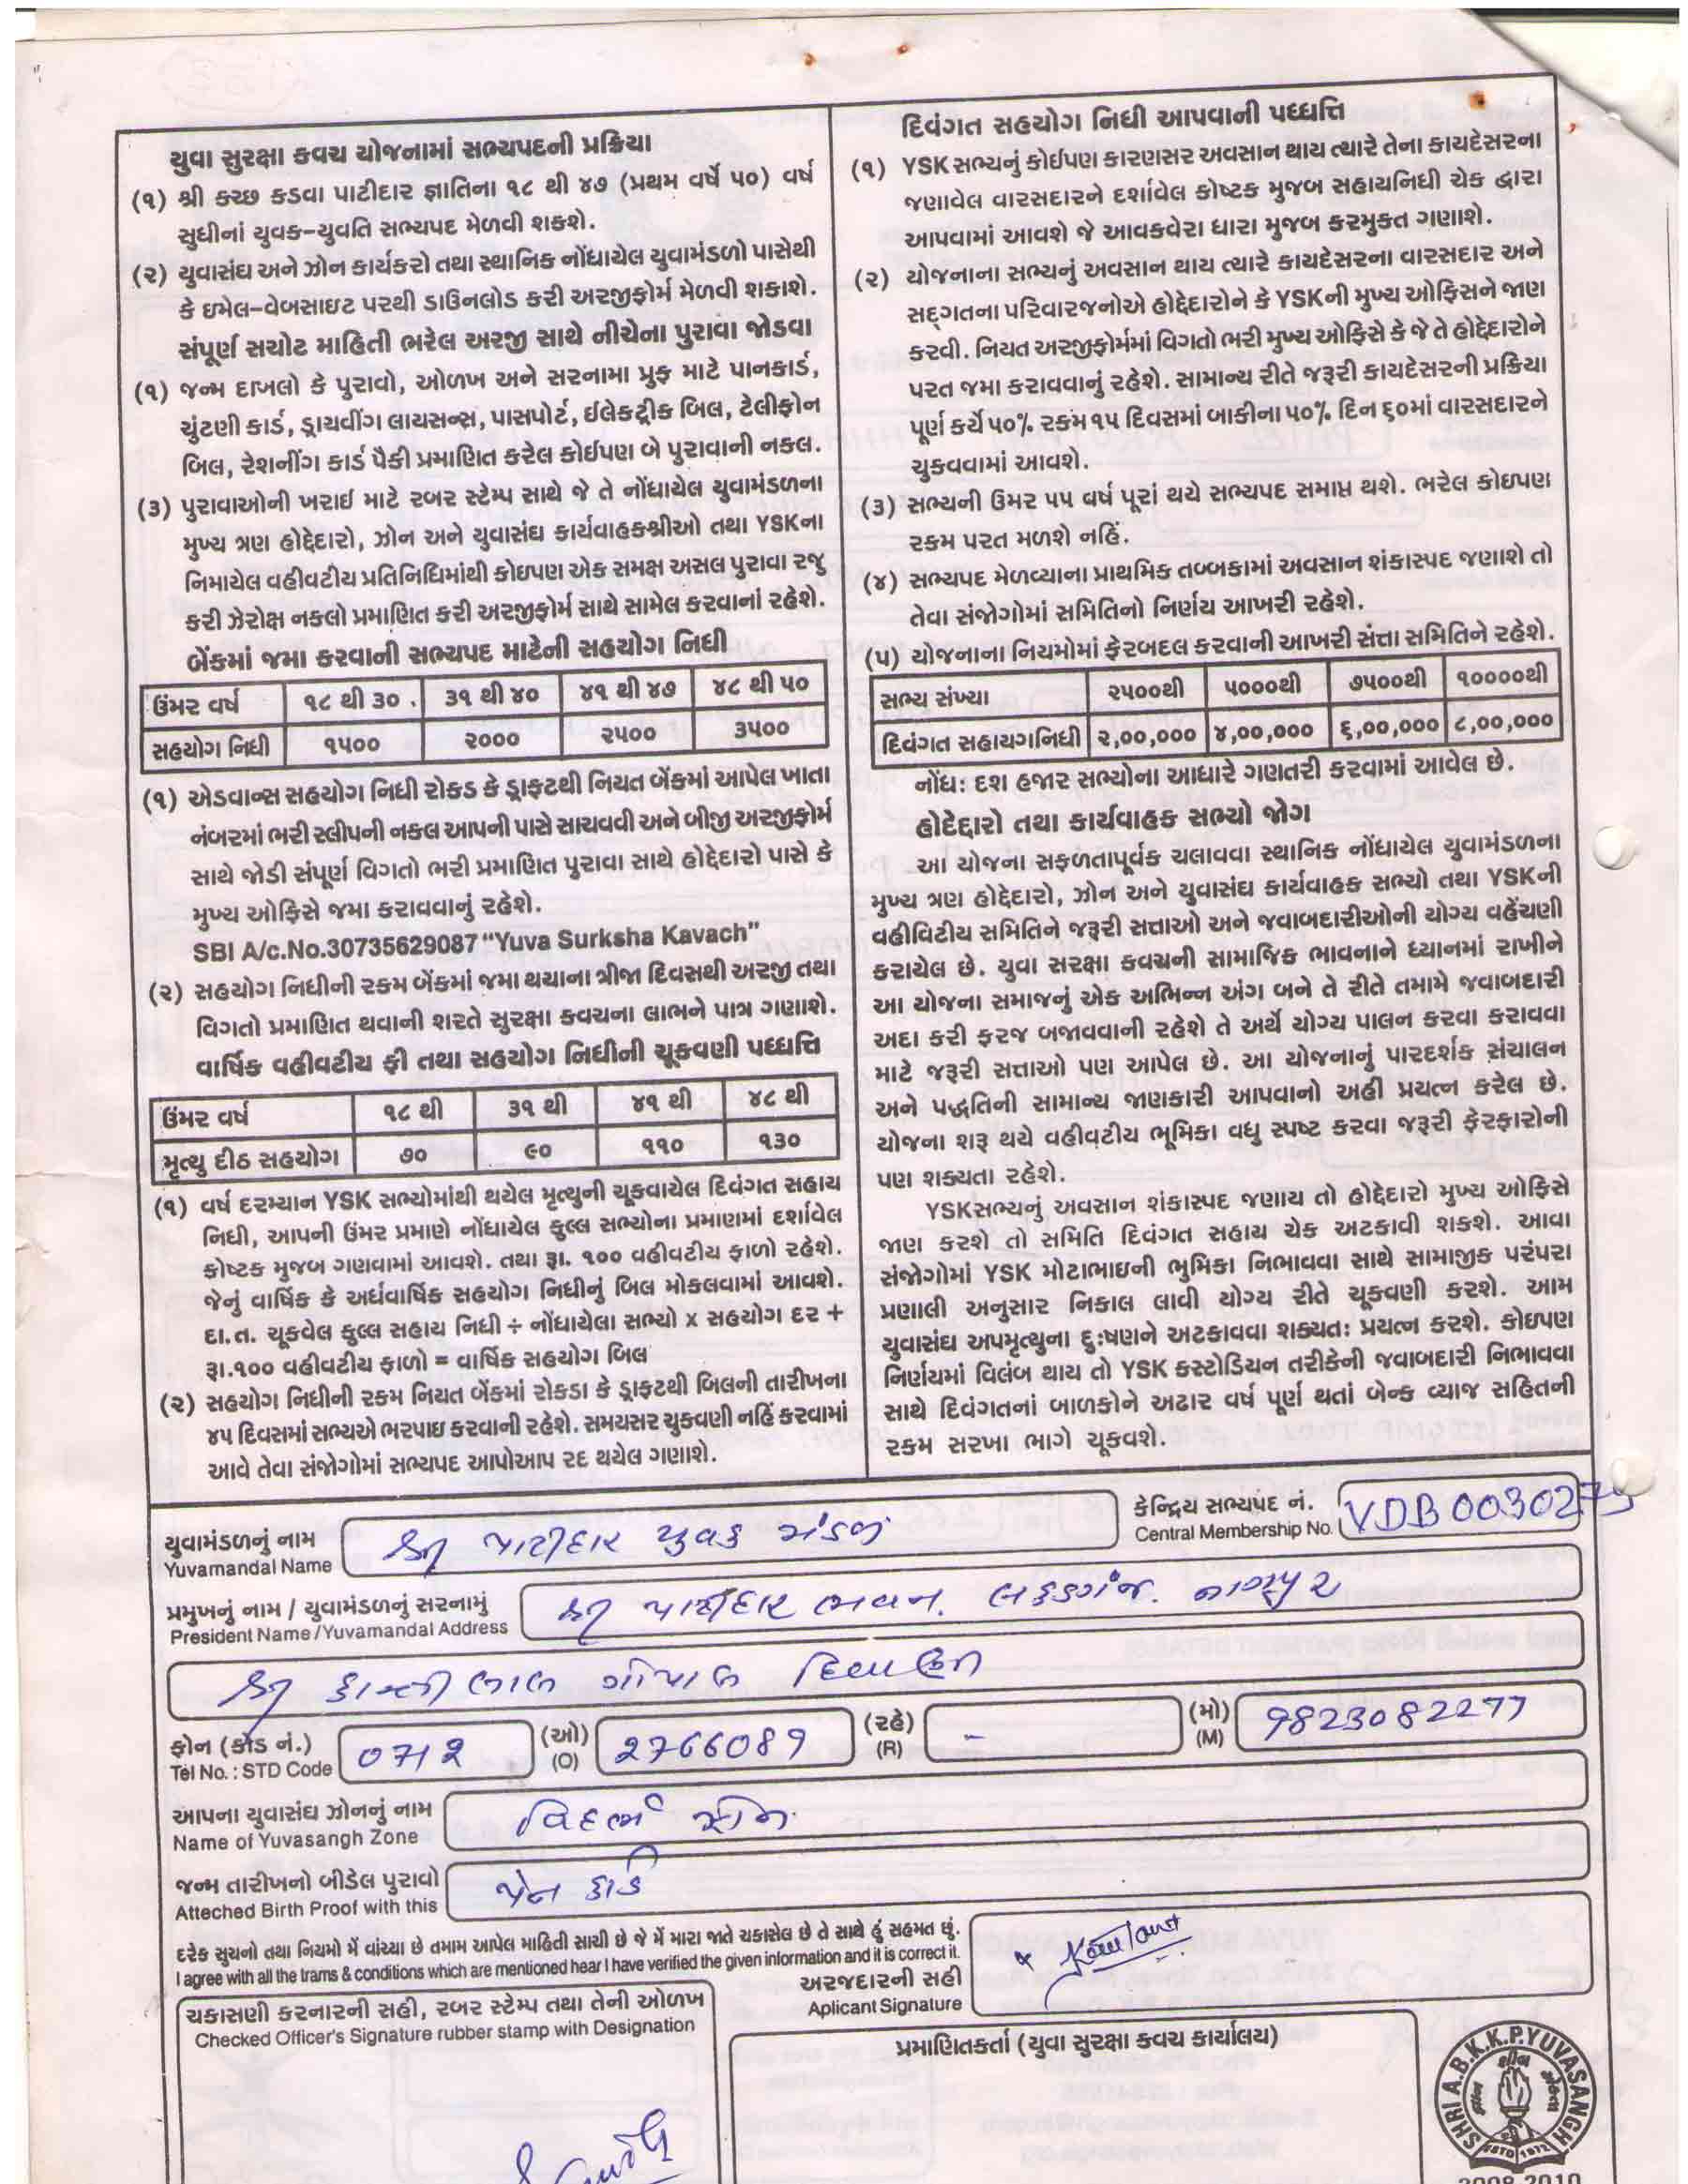 યુવા સુરક્ષા કવચ યોજનામાં સભ્યપદની પ્રક્રિયા
(૧) શ્રી કચ્છ કડવા પાટીદાર જ્ઞાતિના ૧૮ થી ૪૭ (પ્રથમ વર્ષે ૫૦) વર્ષ
સુધીનાં યુવક-યુવતિ સભ્યપદ મેળવી શકશે.
(૨) યુવાસંઘ અને ઝોન કાર્યકરો તથા સ્થાનિક નોંધાયેલ યુવામંડળો પાસેથી
કે ઇમેલ-વેબસાઇટ પરથી ડાઉનલોડ કરી અરજીફોર્મ મેળવી શકાશે.
સંપૂર્ણ સચોટ માહિતી ભરેલ અરજી સાથે નીચેના પુરાવા જોડવા
(૧) જન્મ દાખલો કે પુરાવો, ઓળખ અને સરનામા પ્રુફ માટે પાનકાર્ડ,
ચુંટણી કાર્ડ, ડ્રાયવીંગ લાયસન્સ, પાસપોર્ટ, ઈલેકટ્રીક બિલ, ટેલીફોન
બિલ, રેશનીંગ કાર્ડ પૈકી પ્રમાણિત કરેલ કોઈપણ બે પુરાવાની નકલ.
(૩) પુરાવાઓની ખરાઈ માટે રબર સ્ટેમ્પ સાથે જે તે નોંધાયેલ યુવામંડળના
મુખ્ય ત્રણ હોદ્દેદારો, ઝોન અને યુવાસંઘ કાર્યવાહકશ્રીઓ તથા YSKના
નિમાયેલ વહીવટીય પ્રતિનિધિમાંથી કોઇપણ એક સમક્ષ અસલ પુરાવા રજુ
કરી ઝેરોક્ષ નકલો પ્રમાણિત કરી અરજીફોર્મ સાથે સામેલ કરવાનાં રહેશે.
બેંકમાં જમા કરવાની સભ્યપદ માટેની સહયોગ નિધી
ઉંમર વર્ષ ૧૮ થી ૩૦ ૩૧ થી ૪૦ ૪૧ થી ૪૭ ૪૮ થી ૫૦
સહયોગ નિધી ૧૫૦૦ ૨૦૦૦ ૨૫૦૦ ૩૫૦૦
(૧) એડવાન્સ સહયોગ નિધી રોકડ કે ડ્રાફટથી નિયત બેંકમાં આપેલ ખાતા
નંબરમાં ભરી સ્લીપની નકલ આપની પાસે સાચવવી અને બીજી અરજીફોર્મ
સાથે જોડી સંપૂર્ણ વિગતો ભરી પ્રમાણિત પુરાવા સાથે હોદ્દેદારો પાસે કે
મુખ્ય ઓફિસે જમા કરાવવાનું રહેશે.
SBI A/c.No.30735629087 "Yuva Surksha Kavach"
(૨) સહયોગ નિધીની રકમ બેંકમાં જમા થયાના ત્રીજા દિવસથી અરજી તથા
વિગતો પ્રમાણિત થવાની શરતે સુરક્ષા કવચના લાભને પાત્ર ગણાશે.
વાર્ષિક વહીવટીય ફી તથા સહયોગ નિધીની ચૂકવણી પધ્ધતિ
ઉંમર વર્ષ ૧૮ થી ૩૧ થી ૪૧ થી ૪૮ થી
મૃત્યુ દીઠ સહયોગ ૭૦ ૯૦ ૧૧૦ ૧૩૦
(૧) વર્ષ દરમ્યાન YSK સભ્યોમાંથી થયેલ મૃત્યુની ચૂકવાયેલ દિવંગત સહાય
નિધી, આપની ઉંમર પ્રમાણે નોંધાયેલ કુલ્લ સભ્યોના પ્રમાણમાં દર્શાવેલ
કોષ્ટક મુજબ ગણવામાં આવશે. તથા રૂા. ૧૦૦ વહીવટીય ફાળો રહેશે.
જેનું વાર્ષિક કે અર્ધવાર્ષિક સહયોગ નિધીનું બિલ મોકલવામાં આવશે.
દા.ત. ચૂકવેલ કુલ્લ સહાય નિધી ÷ નોંધાયેલા સભ્યો x સહયોગ દર +
રૂા.૧૦૦ વહીવટીય ફાળો = વાર્ષિક સહયોગ બિલ
(૨) સહયોગ નિધીની રકમ નિયત બેંકમાં રોકડા કે ડ્રાફટથી બિલની તારીખના
૪૫ દિવસમાં સભ્યએ ભરપાઇ કરવાની રહેશે. સમયસર ચુકવણી નહિં કરવામાં
આવે તેવા સંજોગોમાં સભ્યપદ આપોઆપ રદ થયેલ ગણાશે.
દિવંગત સહયોગ નિધી આપવાની પધ્ધતિ
(૧) YSK સભ્યનું કોઈપણ કારણસર અવસાન થાય ત્યારે તેના કાયદેસરના
જણાવેલ વારસદારને દર્શાવેલ કોષ્ટક મુજબ સહાયનિધી ચેક દ્વારા
આપવામાં આવશે જે આવકવેરા ધારા મુજબ કરમુકત ગણાશે.
(૨) યોજનાના સભ્યનું અવસાન થાય ત્યારે કાયદેસરના વારસદાર અને
સદ્‌ગતના પરિવારજનોએ હોદ્દેદારોને કે YSKની મુખ્ય ઓફિસને જાણ
કરવી. નિયત અરજીફોર્મમાં વિગતો ભરી મુખ્ય ઓફિસે કે જે તે હોદ્દેદારોને
પરત જમા કરાવવાનું રહેશે. સામાન્ય રીતે જરૂરી કાયદેસરની પ્રક્રિયા
પૂર્ણ કર્યે ૫૦% રકમ ૧૫ દિવસમાં બાકીના ૫૦% દિન ૬૦માં વારસદારને
ચુકવવામાં આવશે.
(૩) સભ્યની ઉમર ૫૫ વર્ષ પૂરાં થયે સભ્યપદ સમાપ્ત થશે. ભરેલ કોઇપણ
રકમ પરત મળશે નહિં.
(૪) સભ્યપદ મેળવ્યાના પ્રાથમિક તબ્બકામાં અવસાન શંકાસ્પદ જણાશે તો
તેવા સંજોગોમાં સમિતિનો નિર્ણય આખરી રહેશે.
(૫) યોજનાના નિયમોમાં ફેરબદલ કરવાની આખરી સત્તા સમિતિને રહેશે.
સભ્ય સંખ્યા ૨૫૦૦થી ૫૦૦૦થી ૭૫૦૦થી ૧૦૦૦૦થી
દિવંગત સહાયગનિધી ૨,૦૦,૦૦૦ ૪,૦૦,૦૦૦ ૬,૦૦,૦૦૦ ૮,૦૦,૦૦૦
નોંધ: દશ હજાર સભ્યોના આધારે ગણતરી કરવામાં આવેલ છે.
હોદેદ્દારો તથા કાર્યવાહક સભ્યો જોગ
આ યોજના સફળતાપૂર્વક ચલાવવા સ્થાનિક નોંધાયેલ યુવામંડળના
મુખ્ય ત્રણ હોદ્દેદારો, ઝોન અને યુવાસંઘ કાર્યવાહક સભ્યો તથા YSKની
વહીવિટીય સમિતિને જરૂરી સત્તાઓ અને જવાબદારીઓની યોગ્ય વહેંચણી
કરાયેલ છે. યુવા સરક્ષા કવચની સામાજિક ભાવનાને ધ્યાનમાં રાખીને
આ યોજના સમાજનું એક અભિન્ન અંગ બને તે રીતે તમામે જવાબદારી
અદા કરી ફરજ બજાવવાની રહેશે તે અર્થે યોગ્ય પાલન કરવા કરાવવા
માટે જરૂરી સત્તાઓ પણ આપેલ છે. આ યોજનાનું પારદર્શક સંચાલન
અને પદ્ધતિની સામાન્ય જાણકારી આપવાનો અહી પ્રયત્ન કરેલ છે.
યોજના શરૂ થયે વહીવટીય ભૂમિકા વધુ સ્પષ્ટ કરવા જરૂરી ફેરફારોની
પણ શક્યતા રહેશે.
YSKસભ્યનું અવસાન શંકાસ્પદ જણાય તો હોદ્દેદારો મુખ્ય ઓફિસે
જાણ કરશે તો સમિતિ દિવંગત સહાય ચેક અટકાવી શકશે. આવા
સંજોગોમાં YSK મોટાભાઇની ભુમિકા નિભાવવા સાથે સામાજીક પરંપરા
પ્રણાલી અનુસાર નિકાલ લાવી યોગ્ય રીતે ચૂકવણી કરશે. આમ
યુવાસંઘ અપમૃત્યુના દુ:ષણને અટકાવવા શક્યત: પ્રયત્ન કરશે. કોઇપણ
નિર્ણયમાં વિલંબ થાય તો YSK કસ્ટોડિયન તરીકેની જવાબદારી નિભાવવા
સાથે દિવંગતનાં બાળકોને અઢાર વર્ષ પૂર્ણ થતાં બેન્ક વ્યાજ સહિતની
રકમ સરખા ભાગે ચૂકવશે.
યુવામંડળનું નામ શ્રી પાટીદાર યુવક મંડળ કેન્દ્રિય સભ્યપદ નં.
Yuvamandal Name Central Membership No. VDB0030275
પ્રમુખનું નામ / યુવામંડળનું સરનામું શ્રી પાટીદાર ભવન. લકડગંજ. નાગપુર
President Name / Yuvamandal Address
શ્રી કાન્તીલાલ ગોપાલ દિવાણી
ફોન (કોડ નં.) 0712 (ઓ) 2766089 (રહે) - (મો) 9823082277
Tel No. : STD Code (O) (R) (M)
આપના યુવાસંઘ ઝોનનું નામ વિદર્ભ ઝોન
Name of Yuvasangh Zone
જન્મ તારીખનો બીડેલ પુરાવો પેન કાર્ડ
Atteched Birth Proof with this
દરેક સુચનો તથા નિયમો મેં વાંચ્યા છે તમામ આપેલ માહિતી સાચી છે જે મેં મારા જાતે ચકાસેલ છે તે સાથે હું સહમત છું.
I agree with all the trams & conditions which are mentioned hear I have verified the given information and it is correct it.
અરજદારની સહી
Aplicant Signature
ચકાસણી કરનારની સહી, રબર સ્ટેમ્પ તથા તેની ઓળખ
Checked Officer's Signature rubber stamp with Designation
પ્રમાણિતકર્તા (યુવા સુરક્ષા કવચ કાર્યાલય)
SHRI A.B.K.K.P.YUVASANGH
ESTD 1972
2008-2010